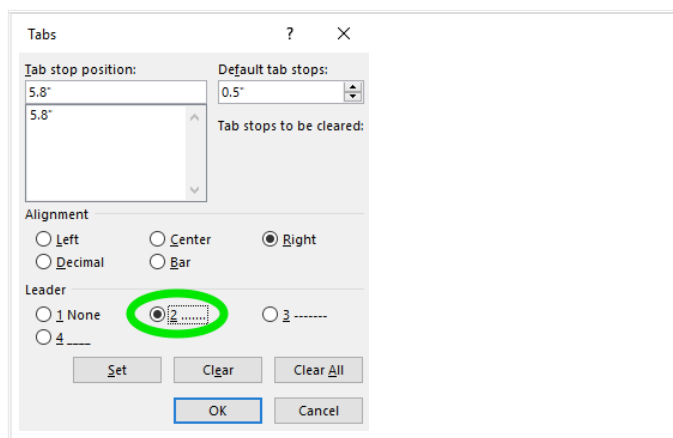 Tabs ? ×
Tab stop position: Default tab stops:
5.8" 0.5"
5.8"
Tab stops to be cleared:
Alignment
Left Center Right
Decimal Bar
Leader
1 None 2 ....... 3 -------
4 ____
Set Clear Clear All
OK Cancel